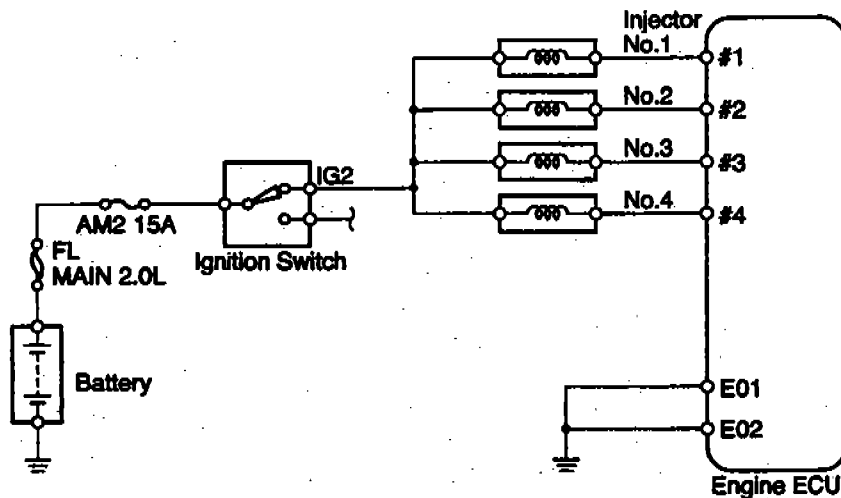 Injector
No.1
#1
No.2
#2
No.3
#3
No.4
#4
IG2
AM2 15A
Ignition Switch
FL
MAIN 2.0L
Battery
E01
E02
Engine ECU